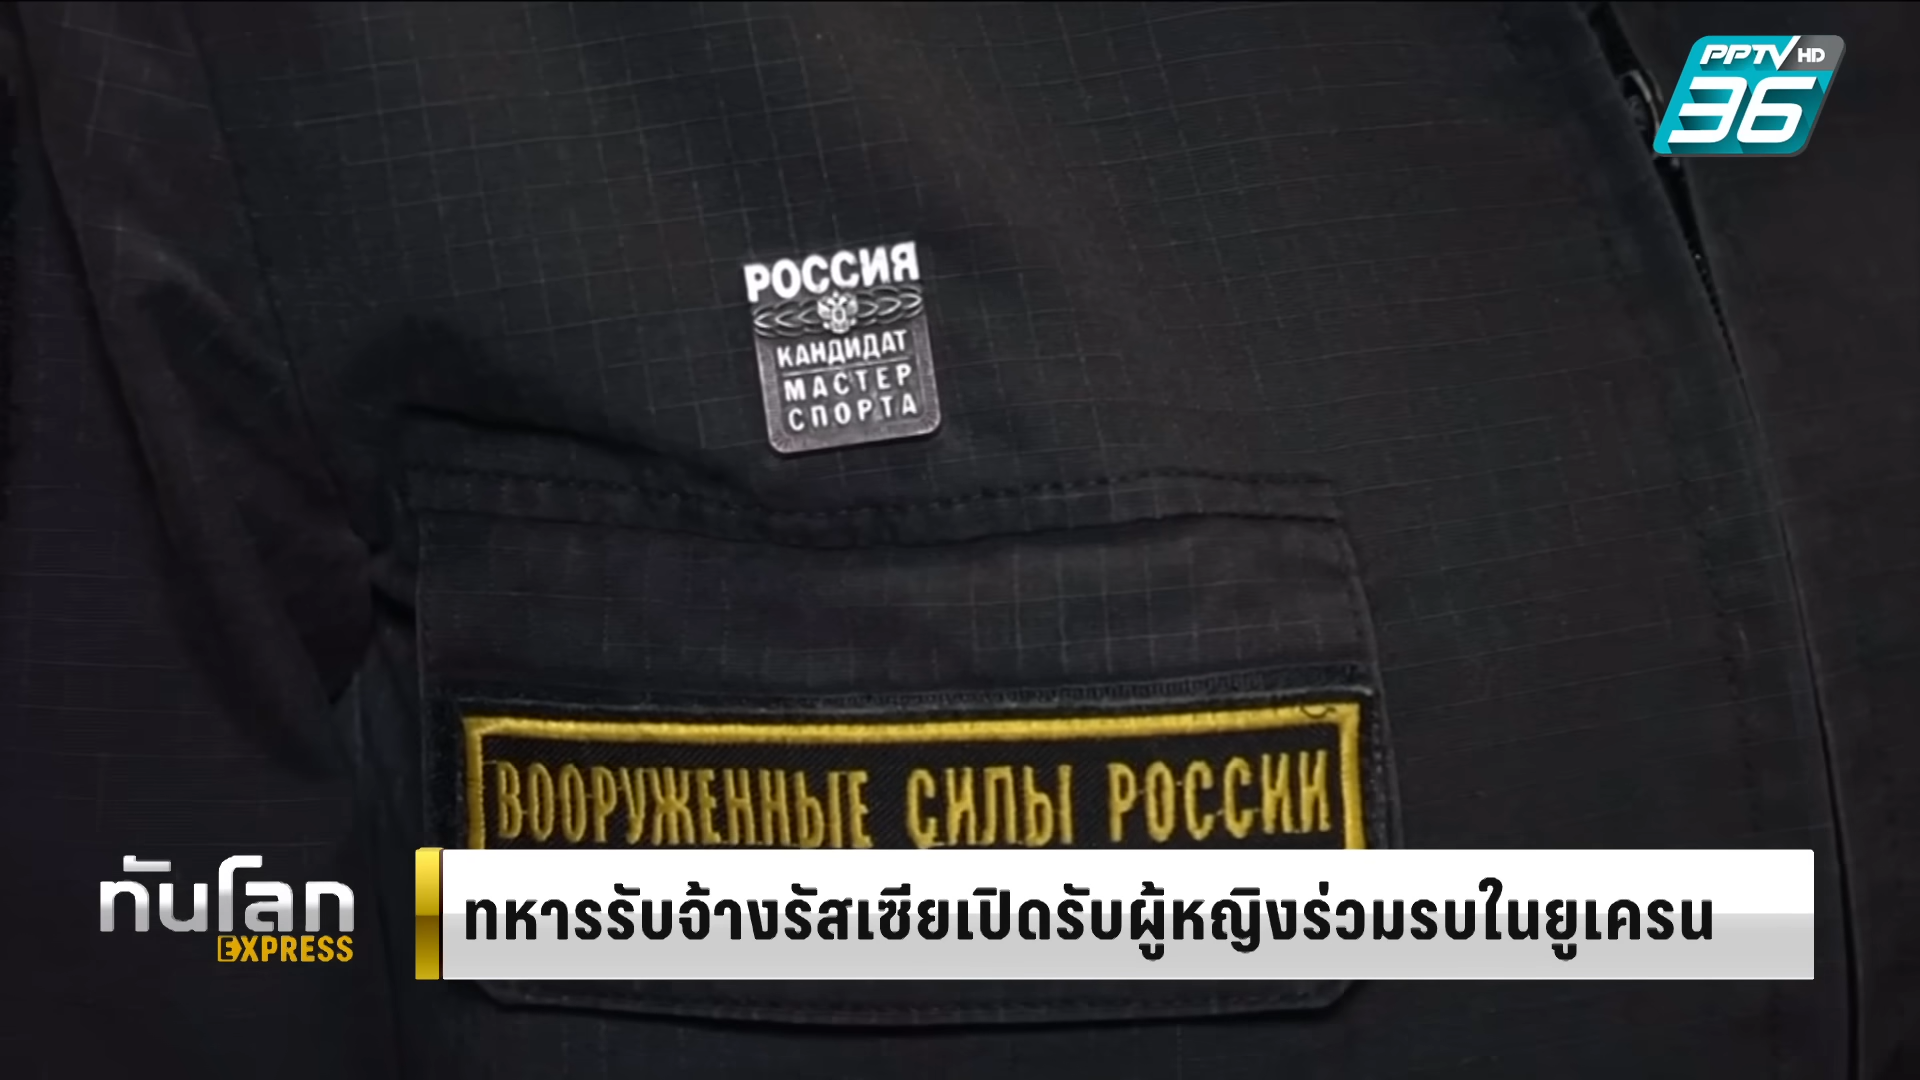 PPTV HD
36
РОССИЯ
КАНДИДАТ
МАСТЕР
СПОРТА
ВООРУЖЕННЫЕ СИЛЫ РОССИИ
ทันโลก
EXPRESS
ทหารรับจ้างรัสเซียเปิดรับผู้หญิงร่วมรบในยูเครน